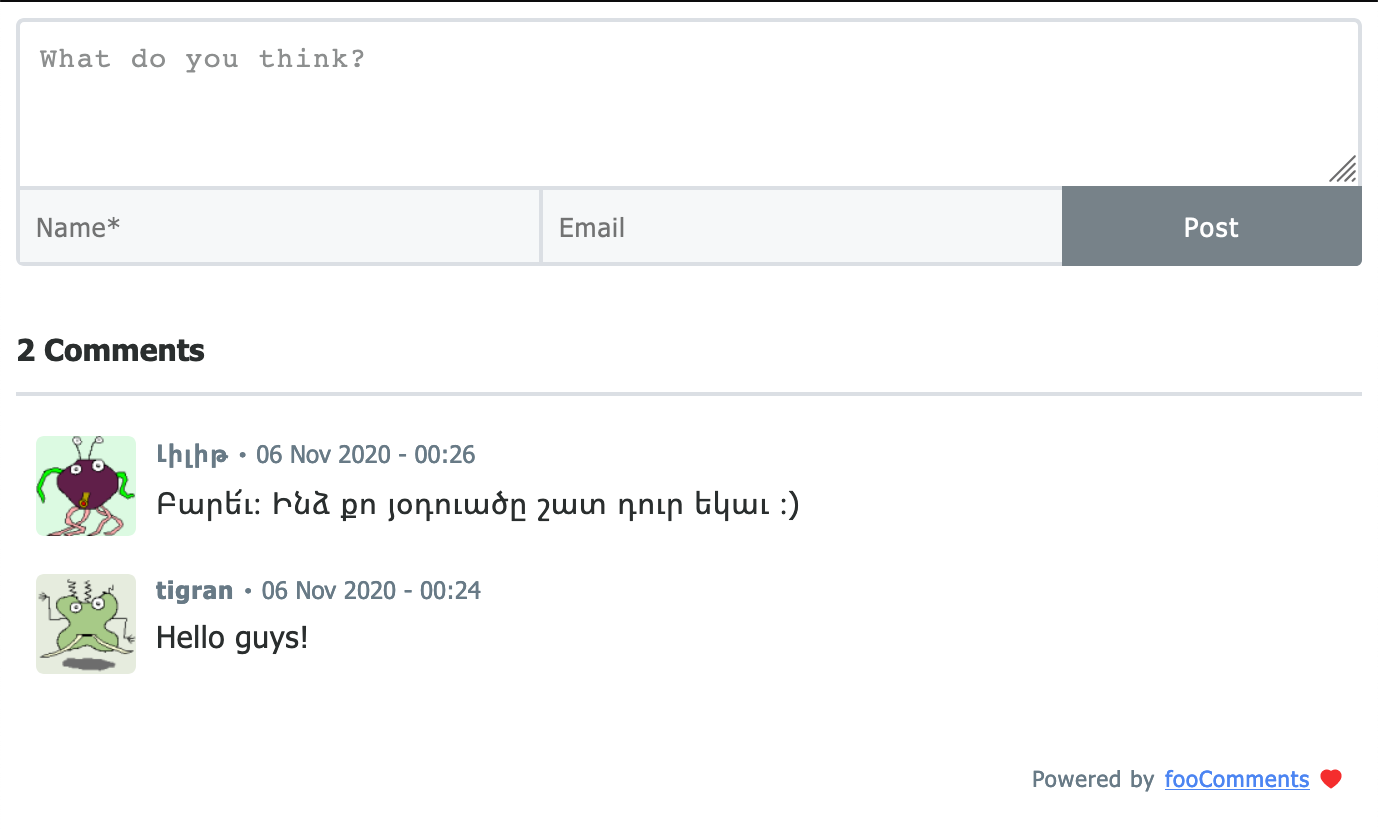 What do you think?
Name*
Email
Post
2 Comments
Լիլիթ • 06 Nov 2020 - 00:26
Բարե՛ւ։ Ինձ քո յօդուածը շատ դուր եկաւ :)
tigran • 06 Nov 2020 - 00:24
Hello guys!
Powered by fooComments ❤